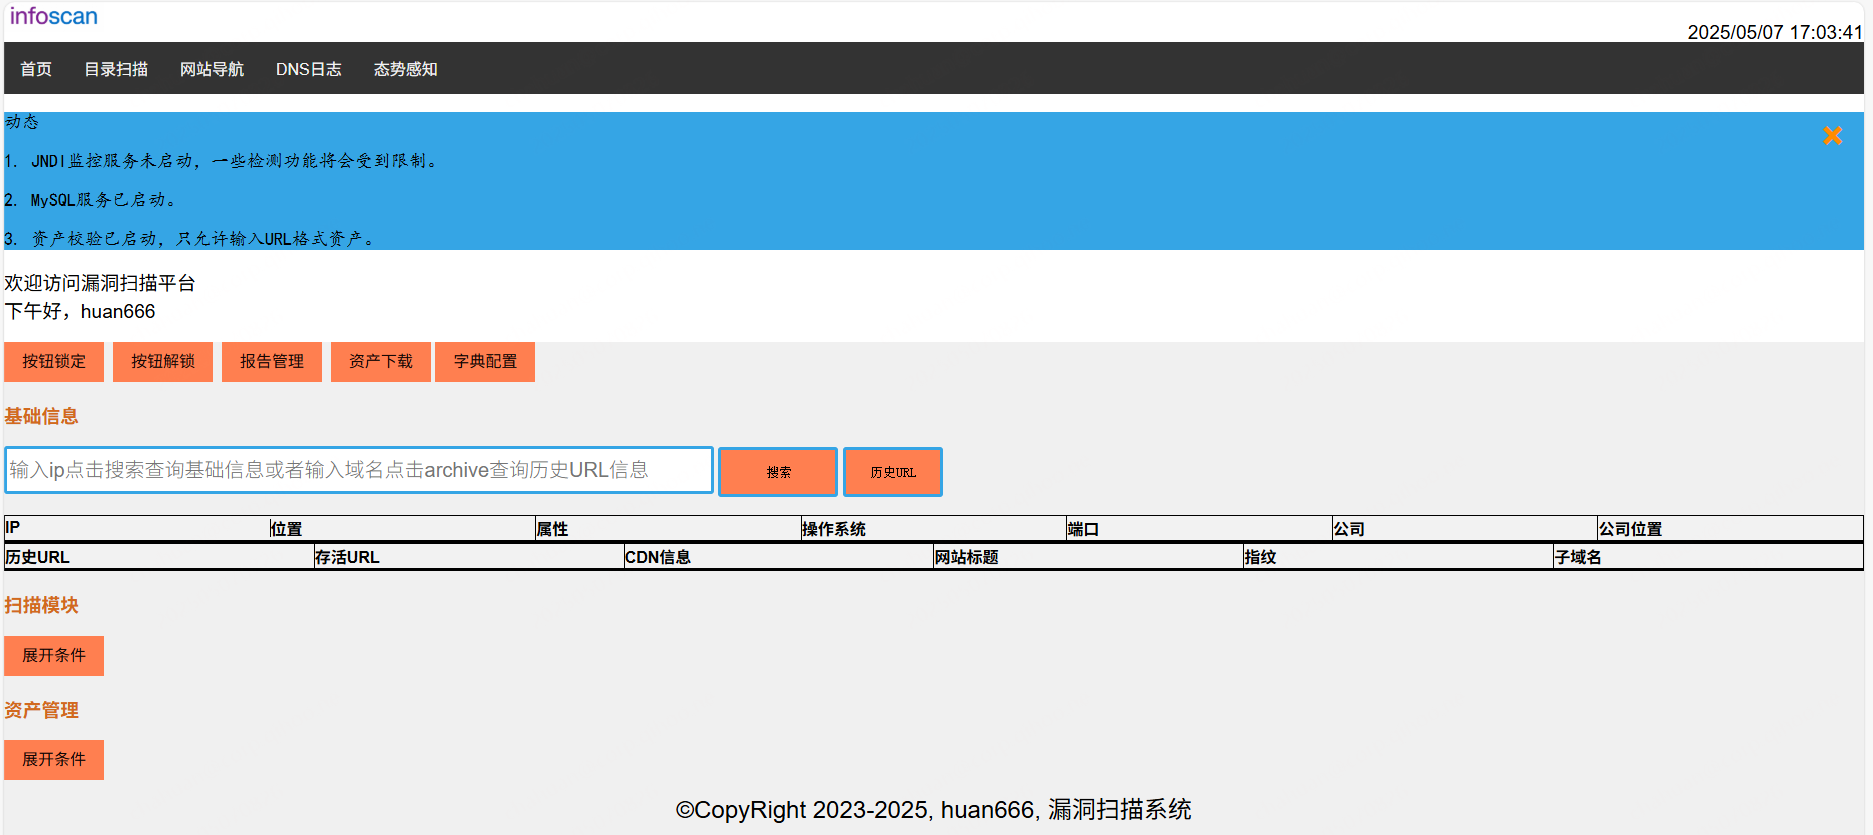 infoscan
2025/05/07 17:03:41
首页 目录扫描 网站导航 DNS日志 态势感知
动态
1. JNDI监控服务未启动，一些检测功能将会受到限制。
2. MySQL服务已启动。
3. 资产校验已启动，只允许输入URL格式资产。
欢迎访问漏洞扫描平台
下午好，huan666
按钮锁定 按钮解锁 报告管理 资产下载 字典配置
基础信息
输入ip点击搜索查询基础信息或者输入域名点击archive查询历史URL信息 搜索 历史URL
IP 位置 属性 操作系统 端口 公司 公司位置
历史URL 存活URL CDN信息 网站标题 指纹 子域名
扫描模块
展开条件
资产管理
展开条件
©CopyRight 2023-2025, huan666, 漏洞扫描系统